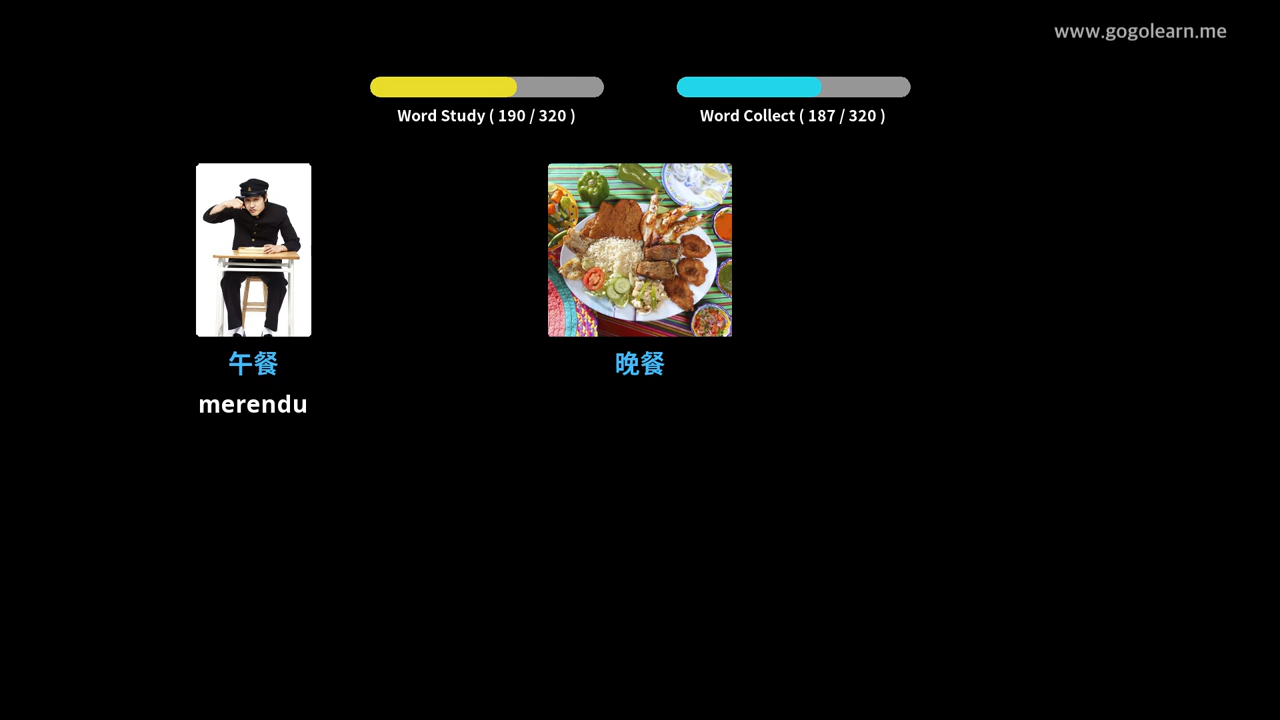 www.gogolearn.me
Word Study ( 190 / 320 )
Word Collect ( 187 / 320 )
午餐
晚餐
merendu